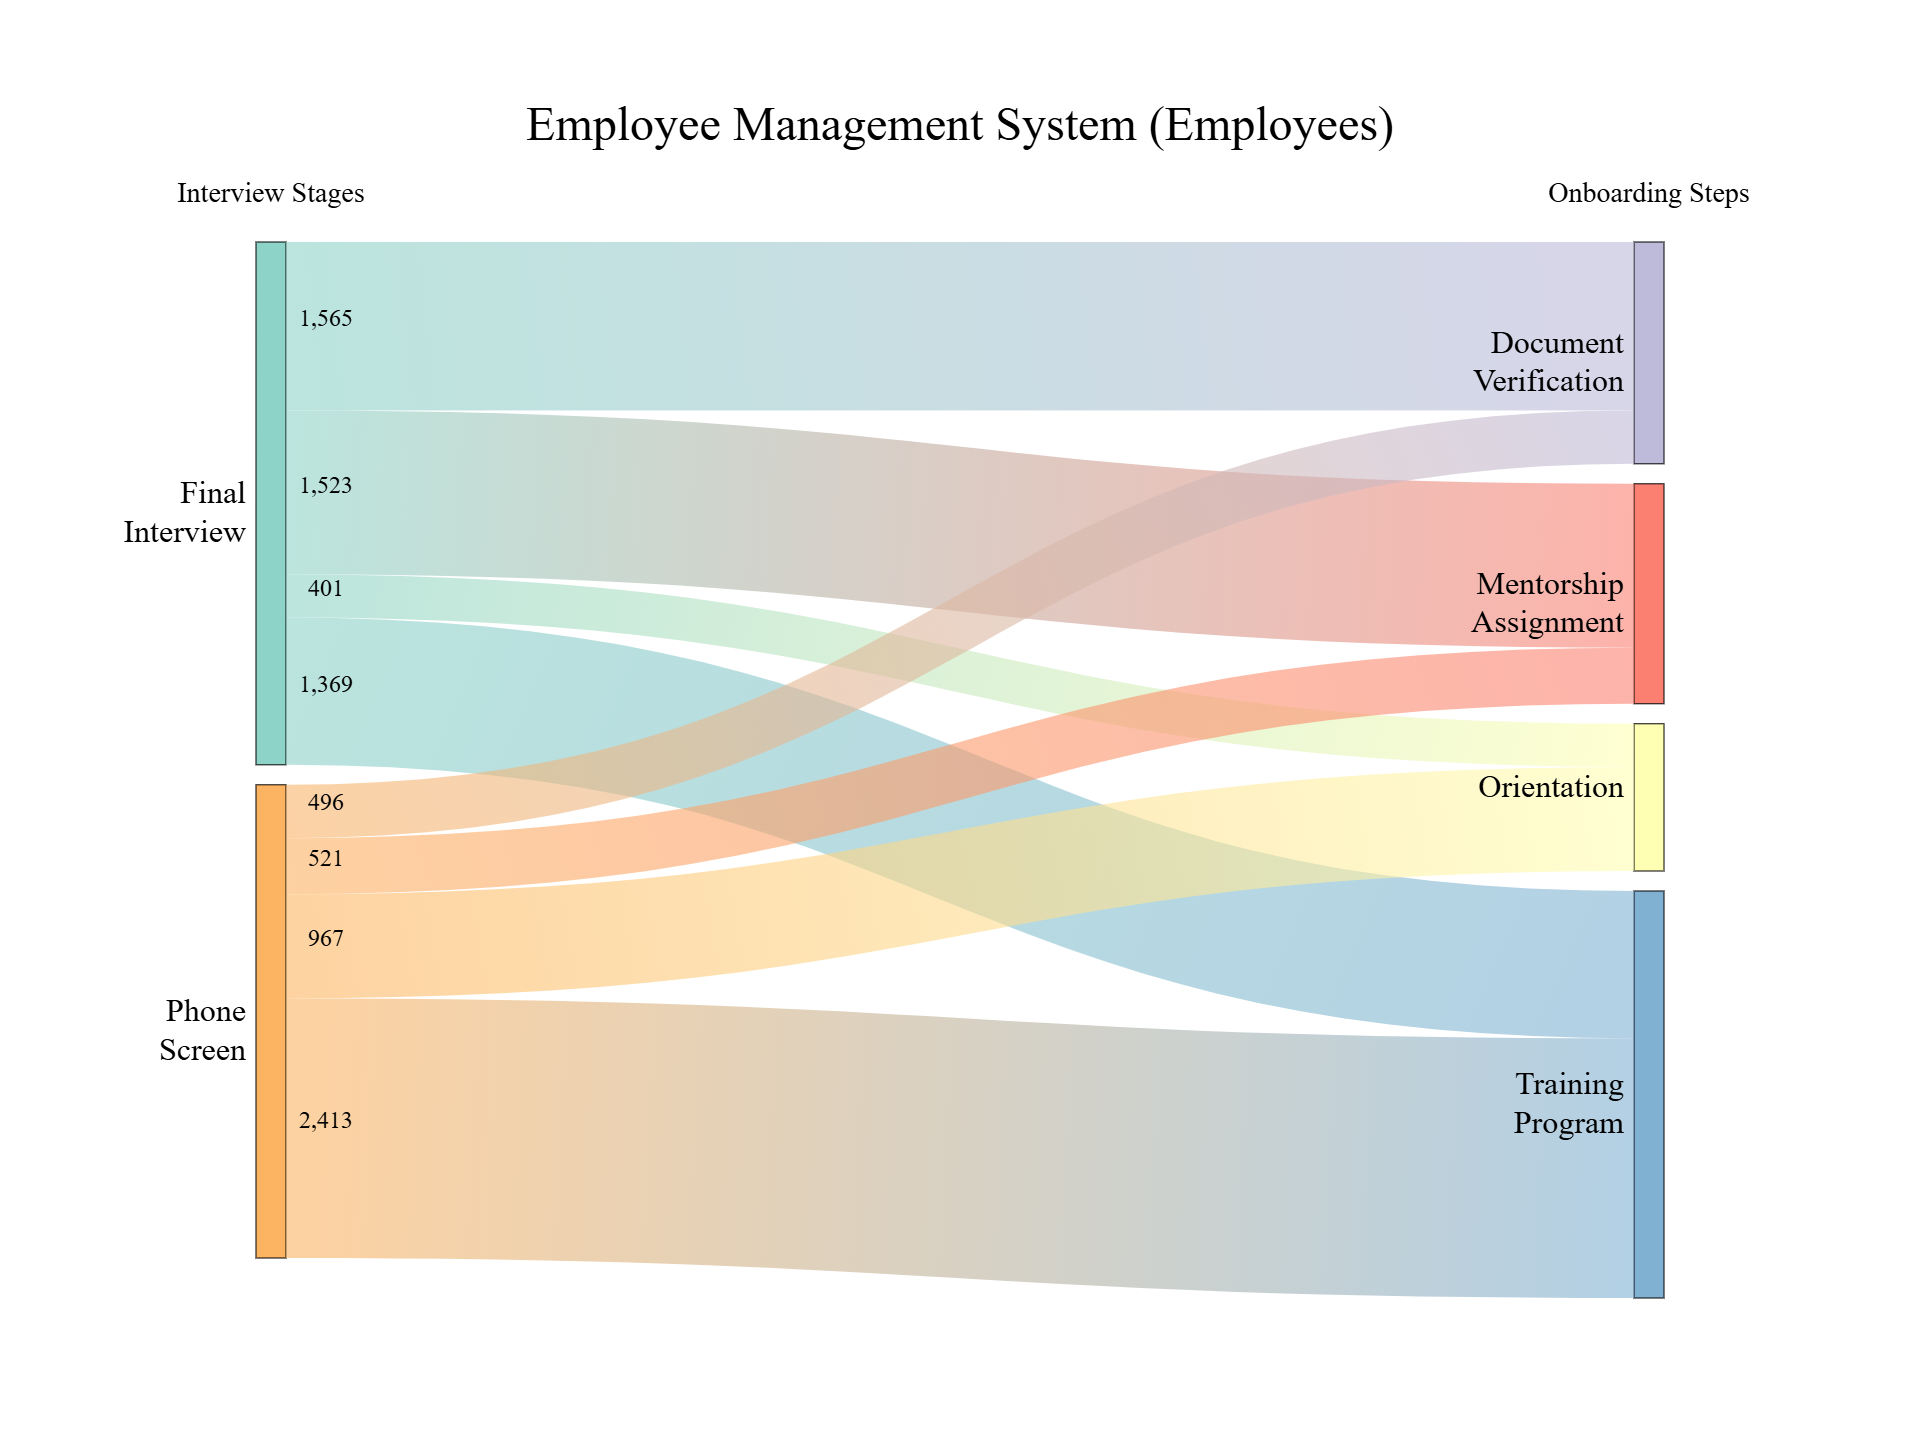 Employee Management System (Employees)
Interview Stages
Onboarding Steps
1,565
1,523
401
1,369
Final
Interview
496
521
967
2,413
Phone
Screen
Document
Verification
Mentorship
Assignment
Orientation
Training
Program